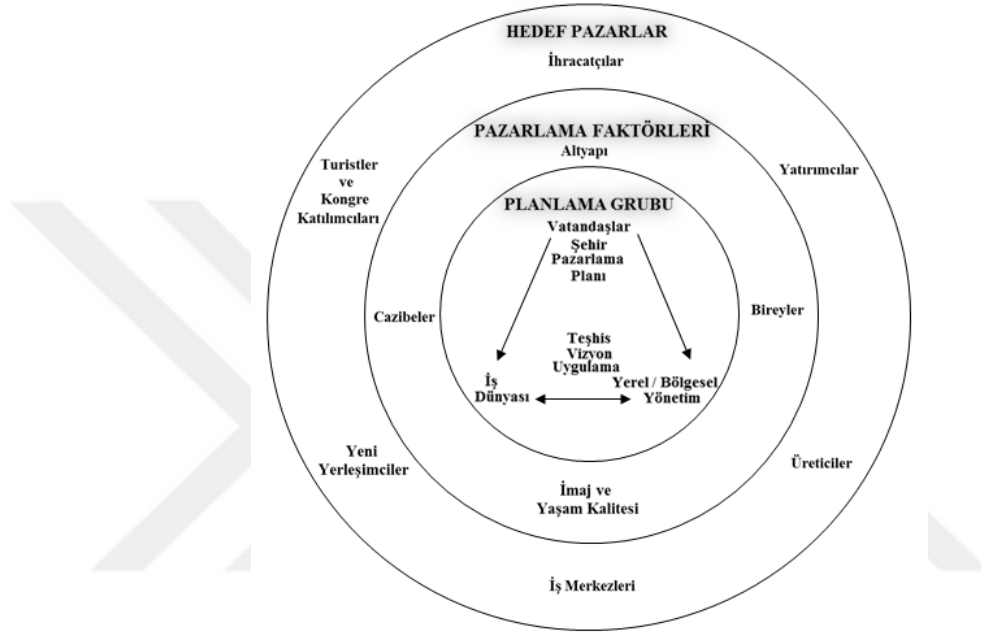 HEDEF PAZARLAR
İhracatçılar
PAZARLAMA FAKTÖRLERİ
Altyapı
Turistler
ve
Kongre
Katılımcıları
Yatırımcılar
PLANLAMA GRUBU
Vatandaşlar
Şehir
Pazarlama
Planı
Cazibeler
Bireyler
Teşhis
Vizyon
Uygulama
İş
Dünyası
Yerel / Bölgesel
Yönetim
Yeni
Yerleşimciler
Üreticiler
İmaj ve
Yaşam Kalitesi
İş Merkezleri